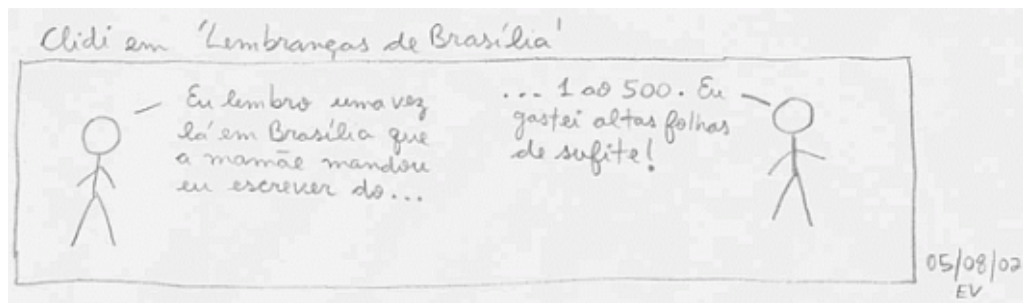 Clidi em 'Lembranças de Brasília'
Eu lembro uma vez
lá em Brasília que
a mamãe mandou
eu escrever do...
... 1 ao 500. Eu
gastei altas folhas
de sufite!
05/08/02
EV